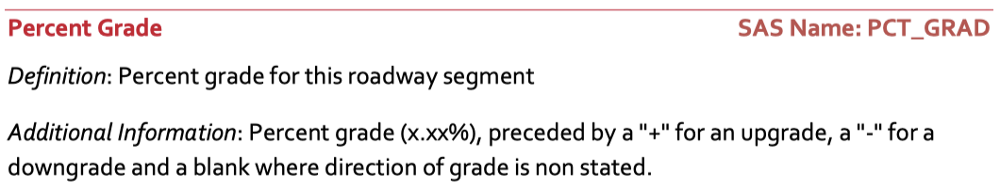 Percent Grade SAS Name: PCT_GRAD
Definition: Percent grade for this roadway segment
Additional Information: Percent grade (x.xx%), preceded by a "+" for an upgrade, a "-" for a
downgrade and a blank where direction of grade is non stated.